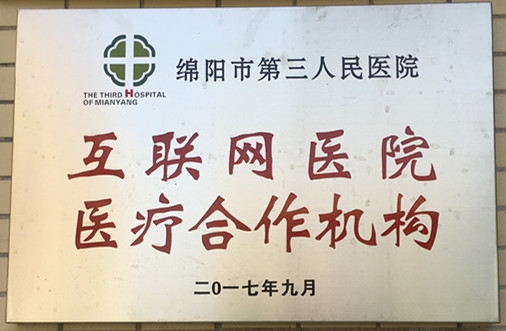 绵阳市第三人民医院
THE THIRD HOSPITAL
OF MIANYANG
互联网医院
医疗合作机构
二0一七年九月